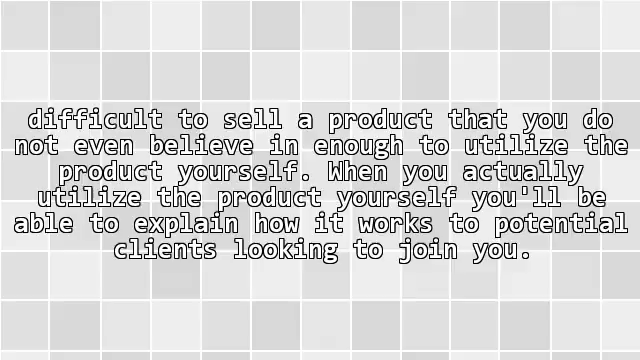 difficult to sell a product that you do
not even believe in enough to utilize the
product yourself. When you actually
utilize the product yourself you'll be
able to explain how it works to potential
clients looking to join you.